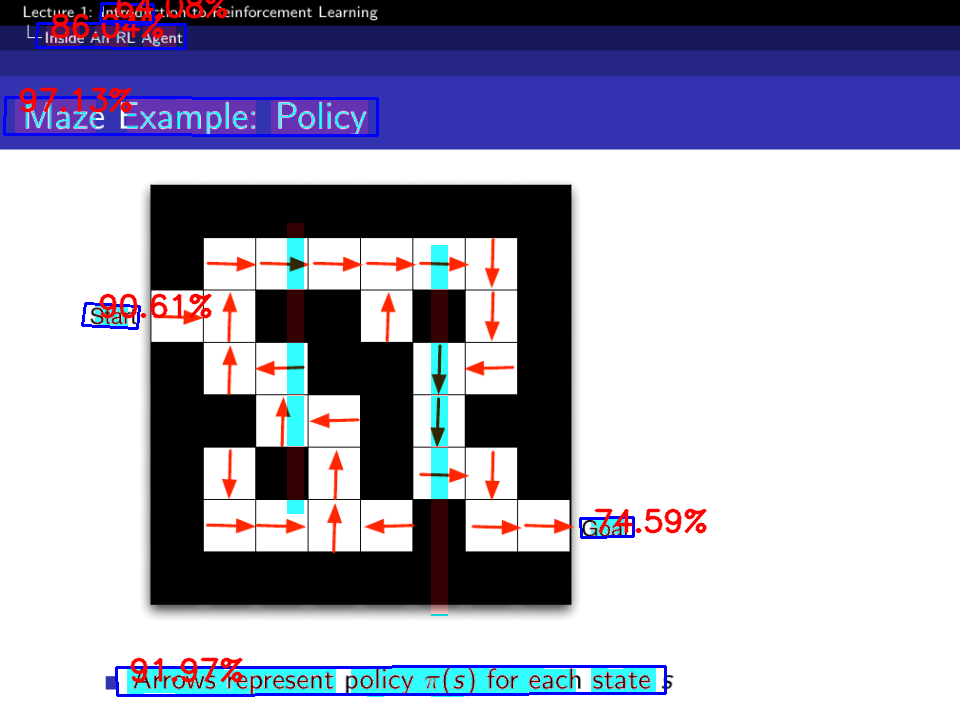 Lecture 1: Introduction to Reinforcement Learning
64.08%
Inside An RL Agent
86.04%
97.13%
Maze Example: Policy
90.61%
Start
74.59%
Goal
91.97%
Arrows represent policy π(s) for each state s